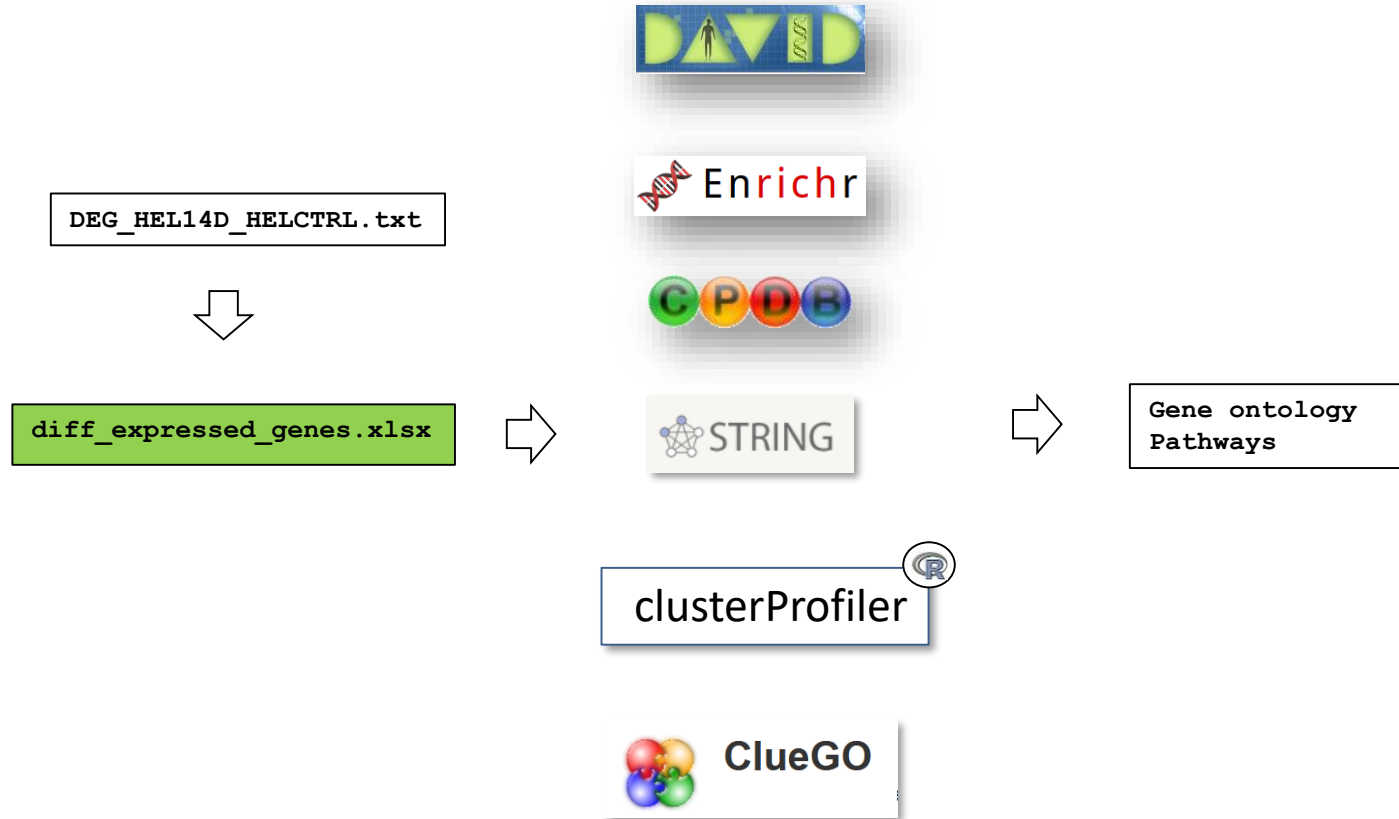 DAVID
Enrichr
DEG_HEL14D_HELCTRL.txt
CPDB
diff_expressed_genes.xlsx
STRING
Gene ontology
Pathways
R
clusterProfiler
ClueGO